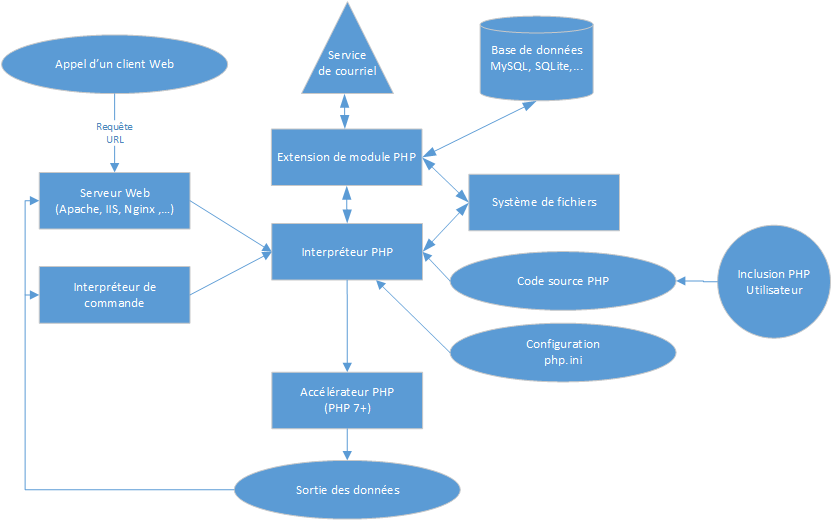 Appel d'un client Web
Service
de courriel
Base de données
MySQL, SQLite,...
Requête
URL
Extension de module PHP
Serveur Web
(Apache, IIS, Nginx ,...)
Système de fichiers
Interpréteur PHP
Interpréteur de
commande
Code source PHP
Inclusion PHP
Utilisateur
Configuration
php.ini
Accélérateur PHP
(PHP 7+)
Sortie des données